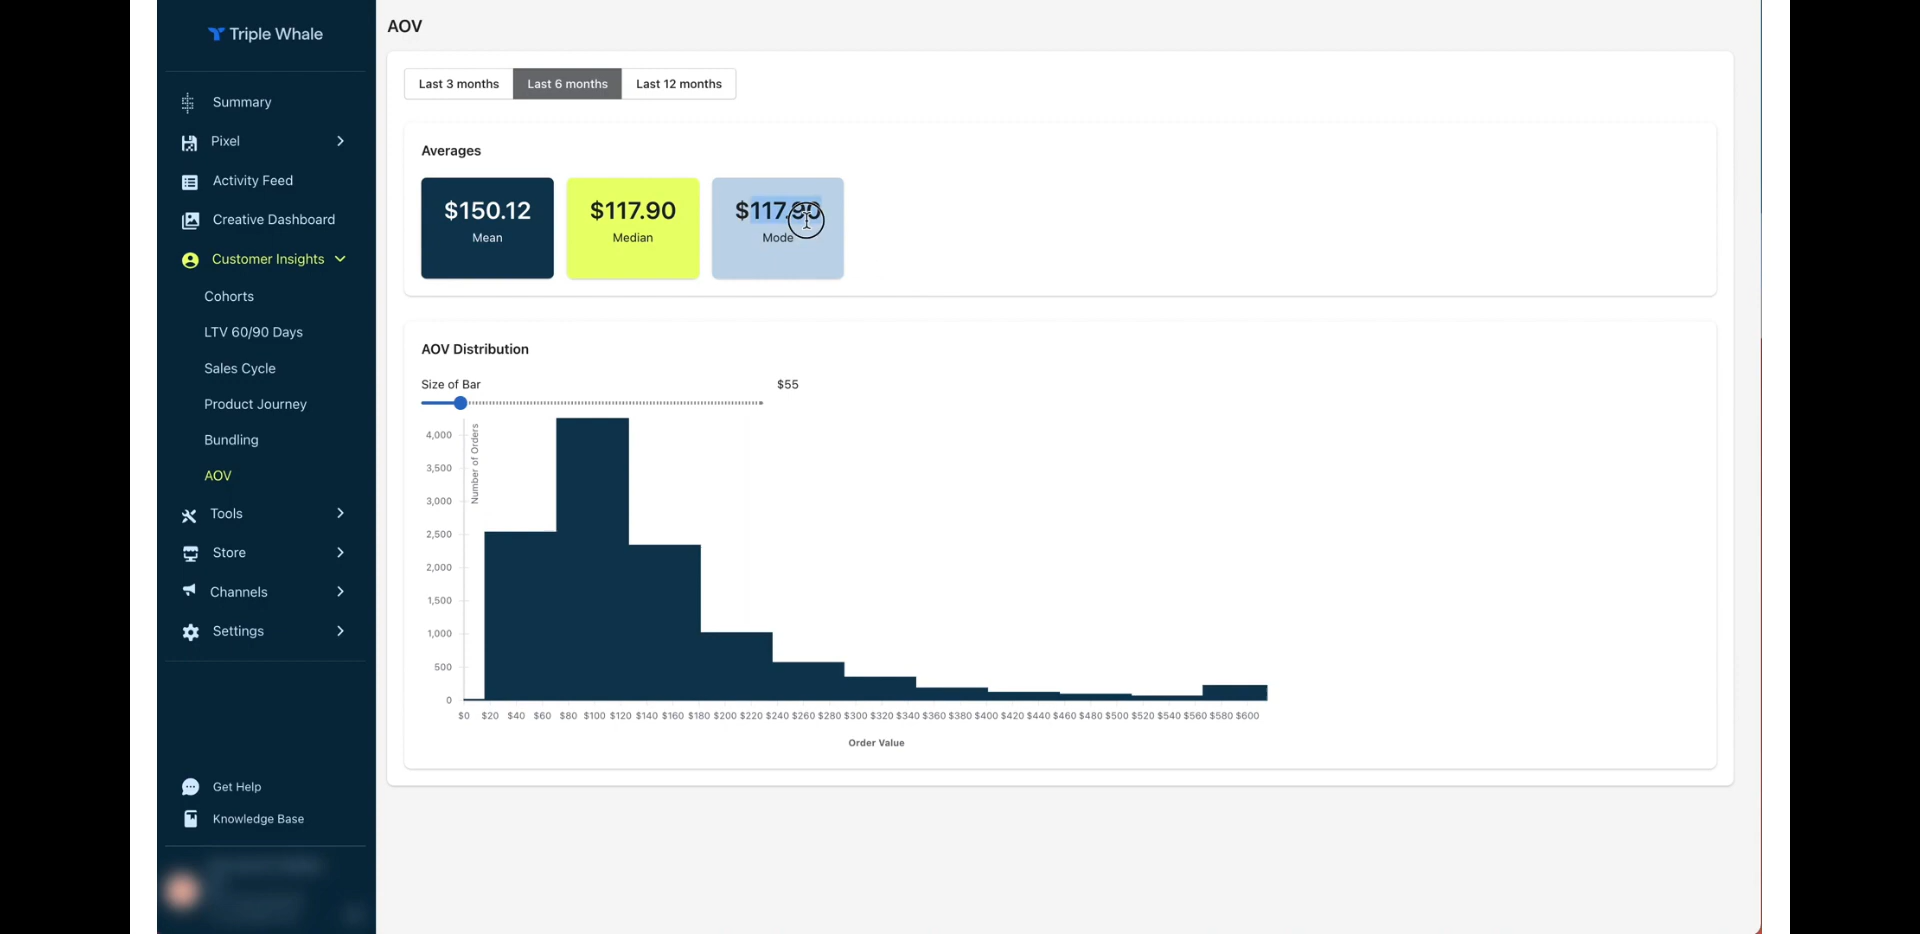 Triple Whale
Summary
Pixel
Activity Feed
Creative Dashboard
Customer Insights
Cohorts
LTV 60/90 Days
Sales Cycle
Product Journey
Bundling
AOV
Tools
Store
Channels
Settings
Get Help
Knowledge Base
AOV
Last 3 months Last 6 months Last 12 months
Averages
$150.12 $117.90 $117.90
Mean Median Mode
AOV Distribution
Size of Bar $55
Number of Orders
4,000
3,500
3,000
2,500
2,000
1,500
1,000
500
0
$0 $20 $40 $60 $80 $100 $120 $140 $160 $180 $200 $220 $240 $260 $280 $300 $320 $340 $360 $380 $400 $420 $440 $460 $480 $500 $520 $540 $560 $580 $600
Order Value